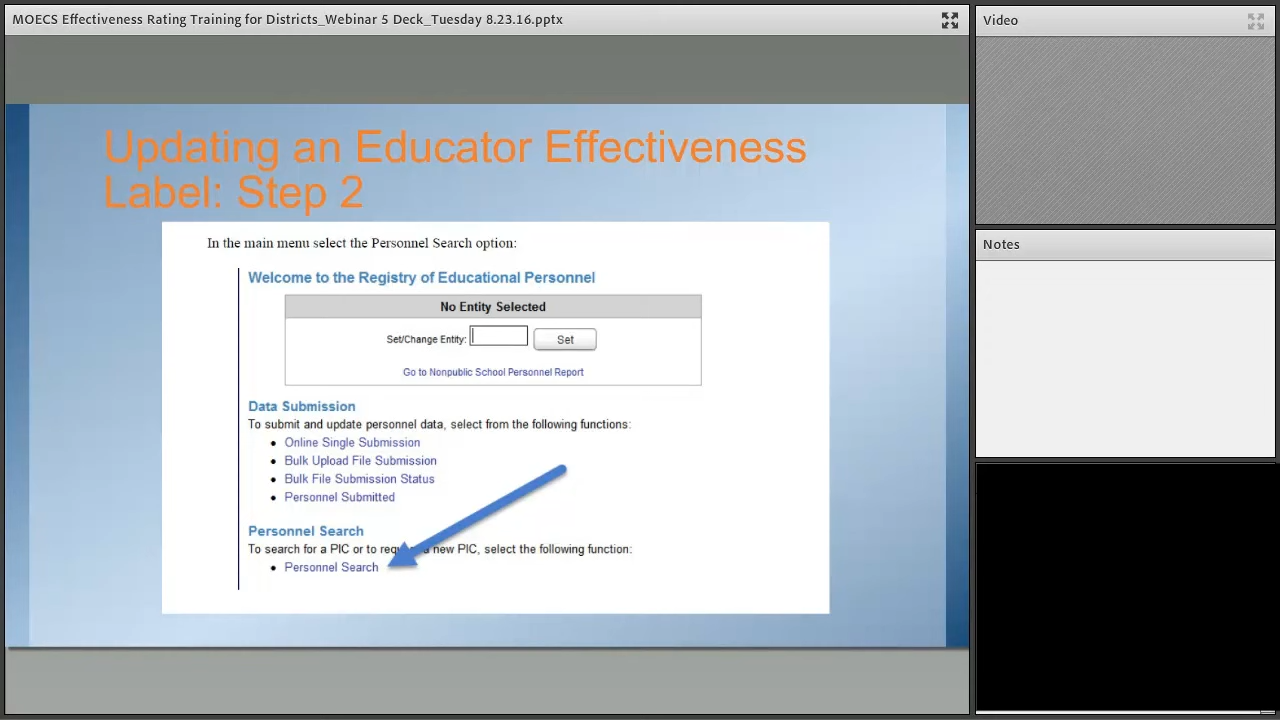 MOECS Effectiveness Rating Training for Districts_Webinar 5 Deck_Tuesday 8.23.16.pptx
Video
Notes
Updating an Educator Effectiveness
Label: Step 2
In the main menu select the Personnel Search option:
Welcome to the Registry of Educational Personnel
No Entity Selected
Set/Change Entity:
Set
Go to Nonpublic School Personnel Report
Data Submission
To submit and update personnel data, select from the following functions:
Online Single Submission
Bulk Upload File Submission
Bulk File Submission Status
Personnel Submitted
Personnel Search
To search for a PIC or to new PIC, select the following function:
Personnel Search